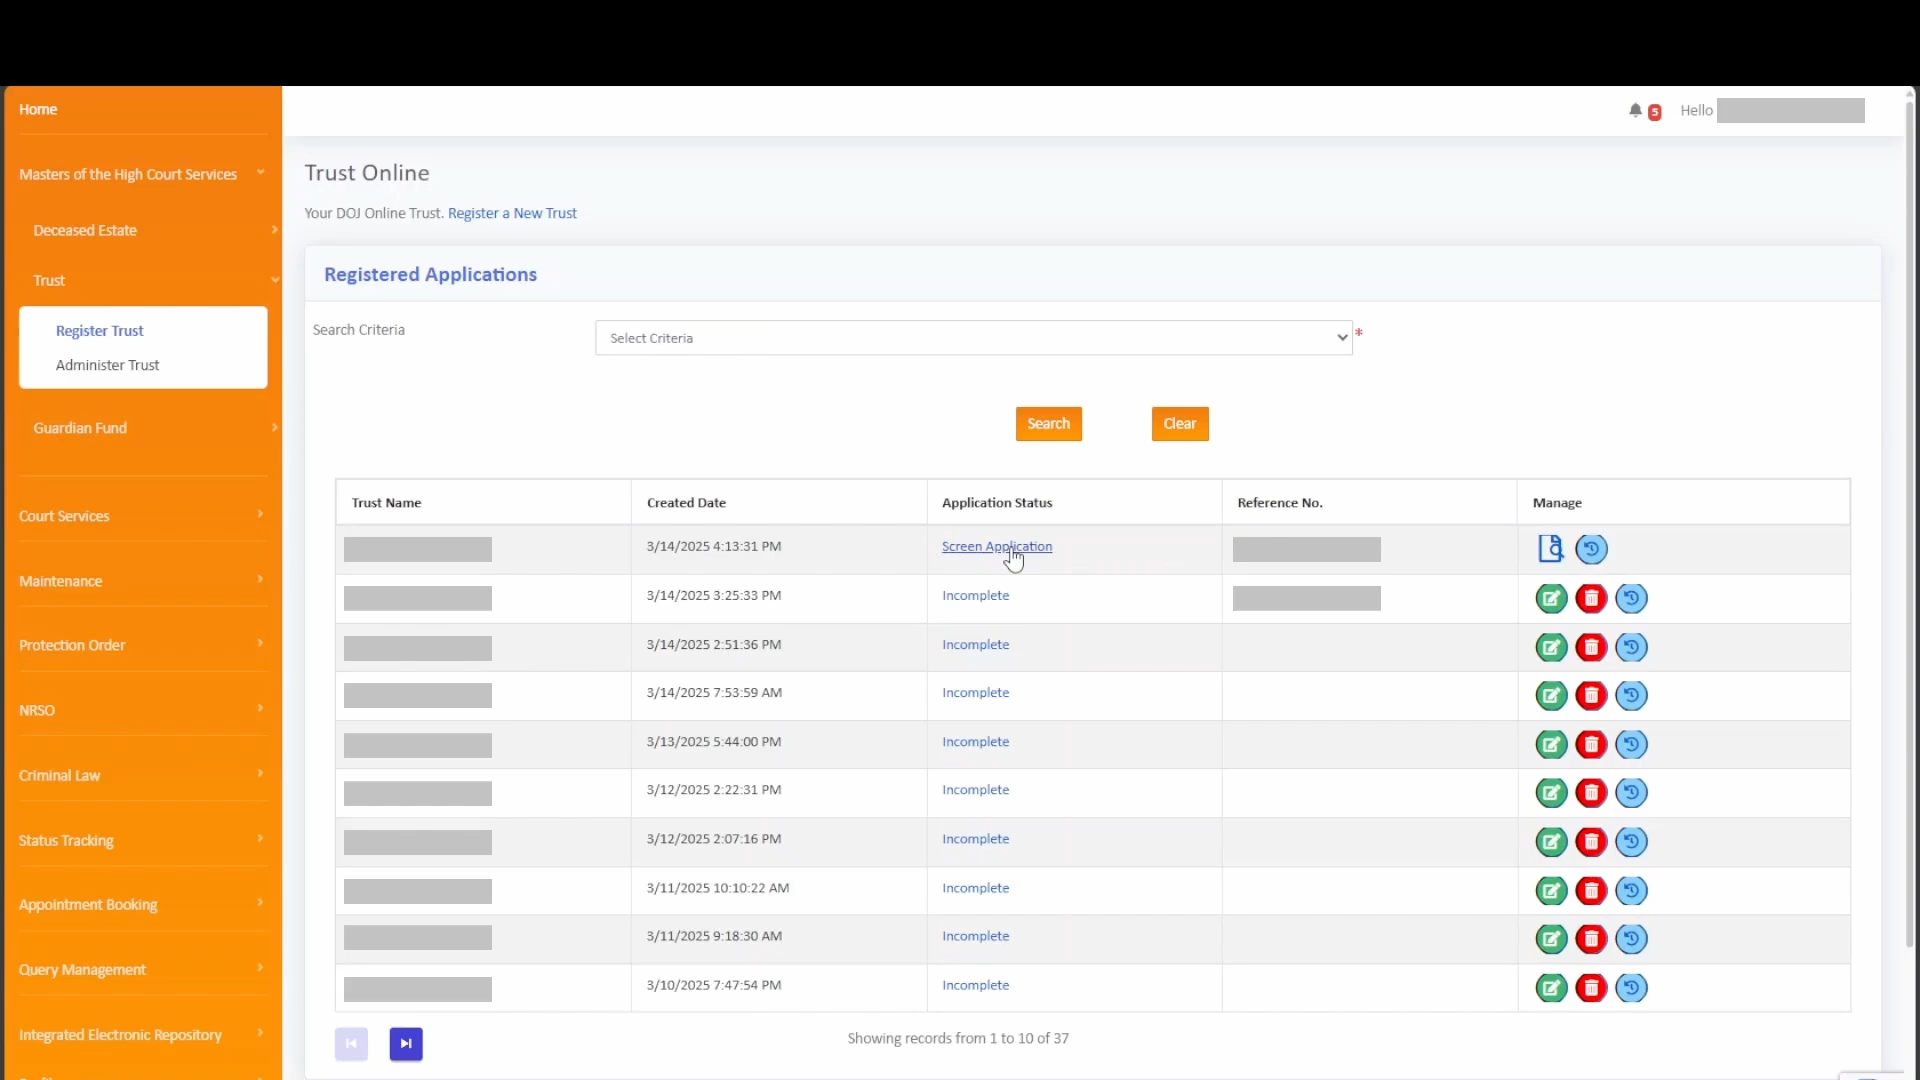 Home
5
Hello
Masters of the High Court Services
Deceased Estate
Trust
Register Trust
Administer Trust
Guardian Fund
Court Services
Maintenance
Protection Order
NRSO
Criminal Law
Status Tracking
Appointment Booking
Query Management
Integrated Electronic Repository
Trust Online
Your DOJ Online Trust. Register a New Trust
Registered Applications
Search Criteria
Select Criteria
*
Search Clear
Trust Name Created Date Application Status Reference No. Manage
3/14/2025 4:13:31 PM Screen Application
3/14/2025 3:25:33 PM Incomplete
3/14/2025 2:51:36 PM Incomplete
3/14/2025 7:53:59 AM Incomplete
3/13/2025 5:44:00 PM Incomplete
3/12/2025 2:22:31 PM Incomplete
3/12/2025 2:07:16 PM Incomplete
3/11/2025 10:10:22 AM Incomplete
3/11/2025 9:18:30 AM Incomplete
3/10/2025 7:47:54 PM Incomplete
Showing records from 1 to 10 of 37